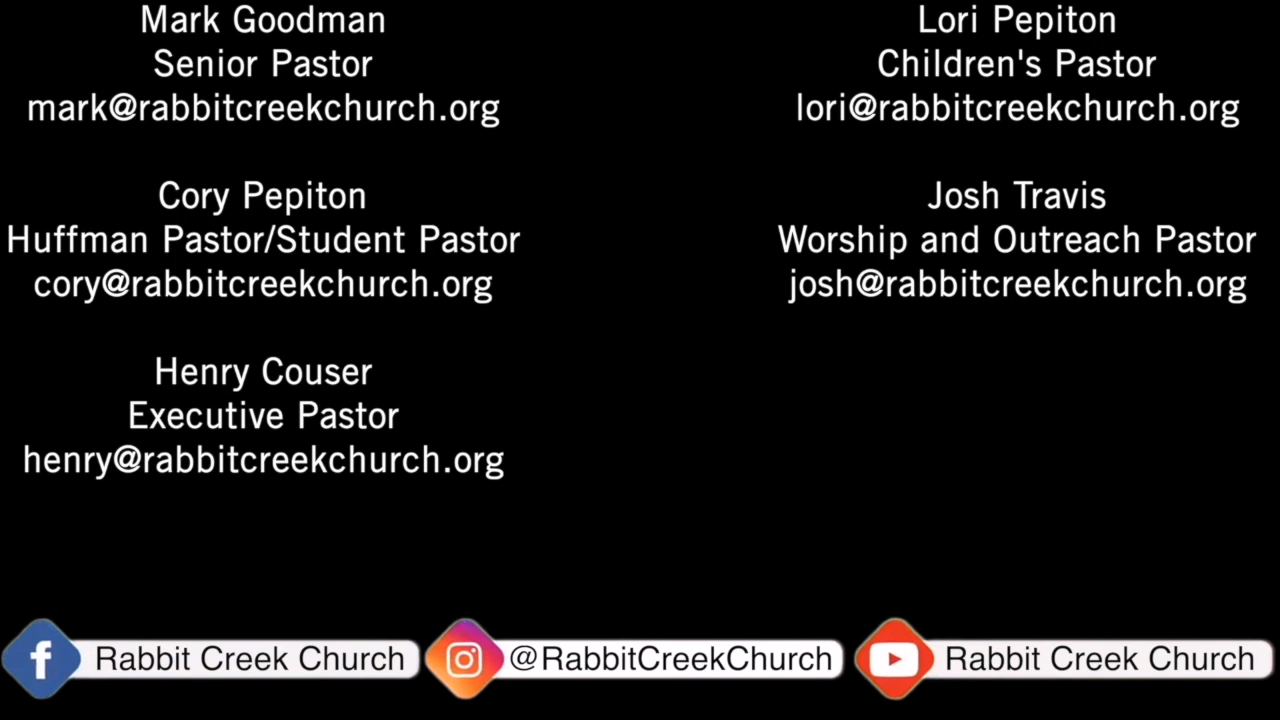 Mark Goodman
Senior Pastor
mark@rabbitcreekchurch.org
Cory Pepiton
Huffman Pastor/Student Pastor
cory@rabbitcreekchurch.org
Henry Couser
Executive Pastor
henry@rabbitcreekchurch.org
Lori Pepiton
Children's Pastor
lori@rabbitcreekchurch.org
Josh Travis
Worship and Outreach Pastor
josh@rabbitcreekchurch.org
Rabbit Creek Church
@RabbitCreekChurch
Rabbit Creek Church